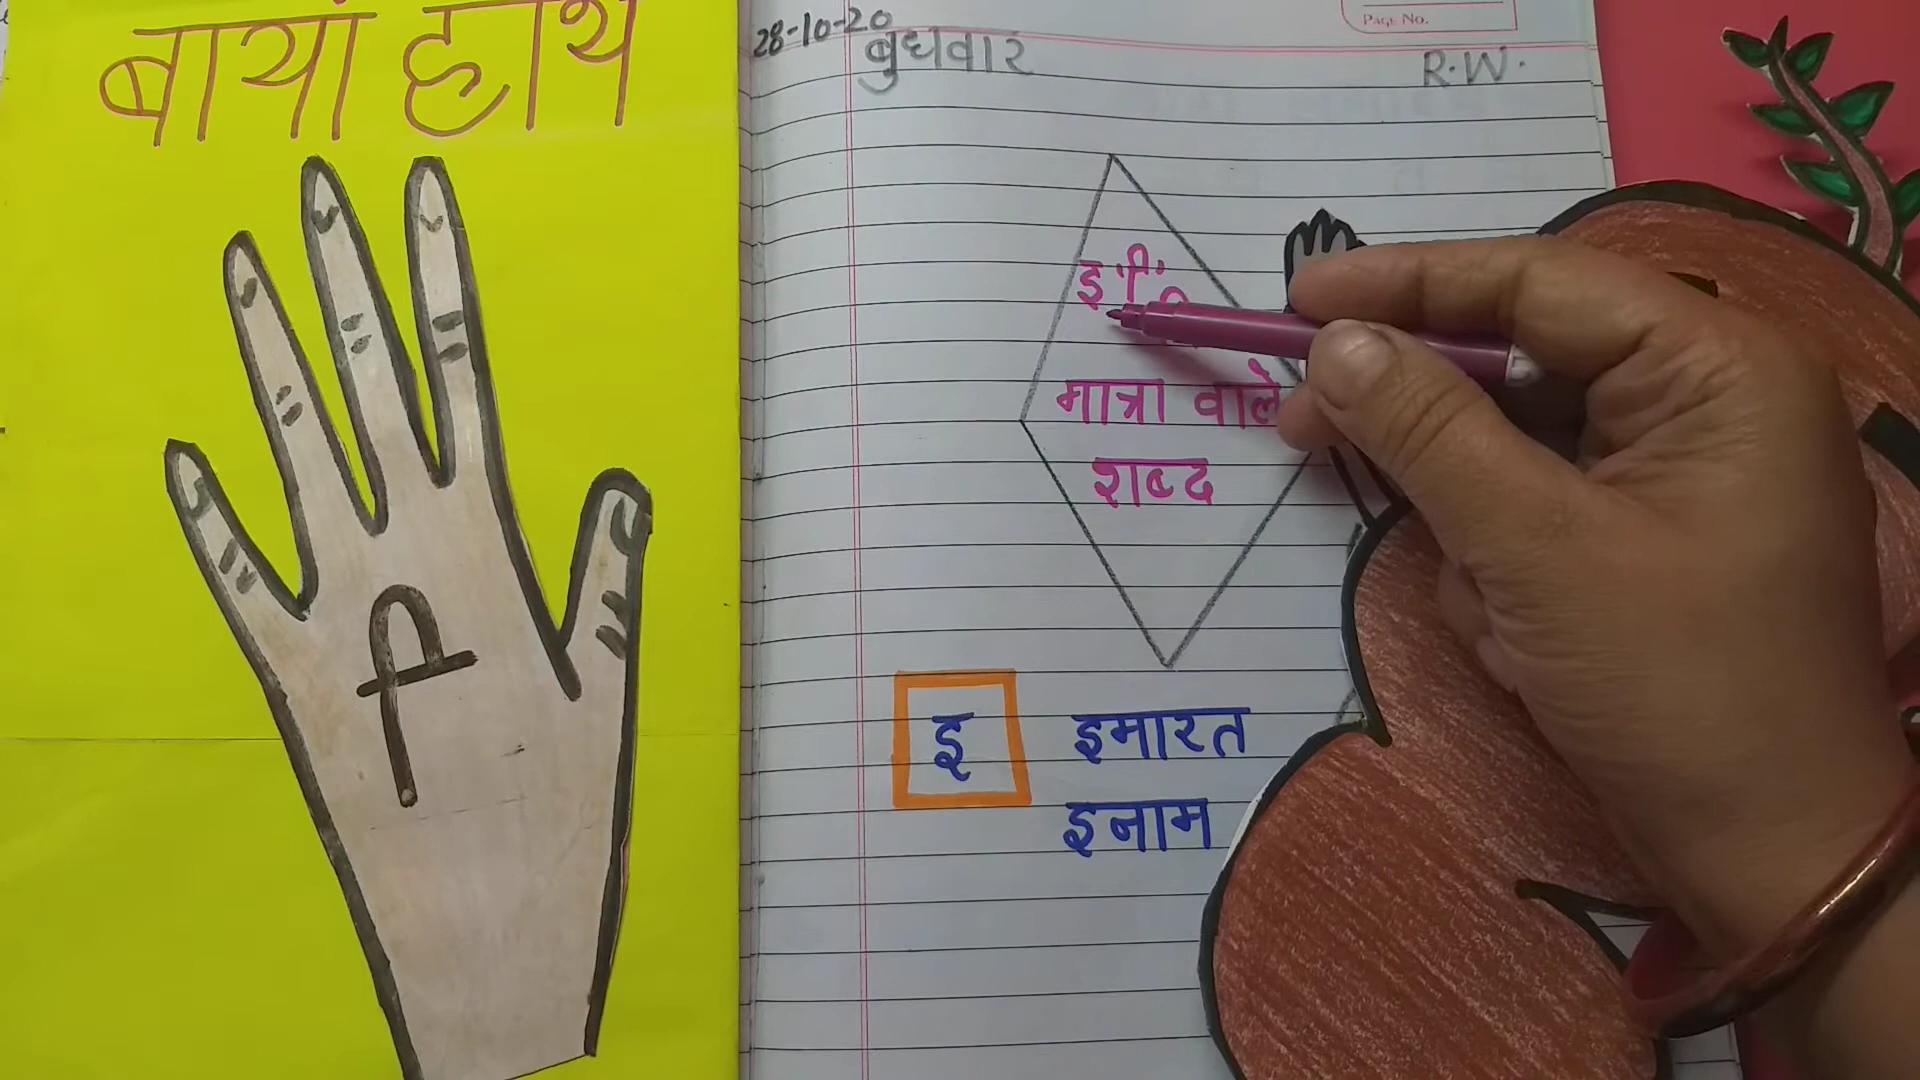 बायां हाथ
ि
28-10-20
बुधवार
PAGE No.
R.W.
इ 'ि'
मात्रा वाले
शब्द
इ इमारत
इनाम